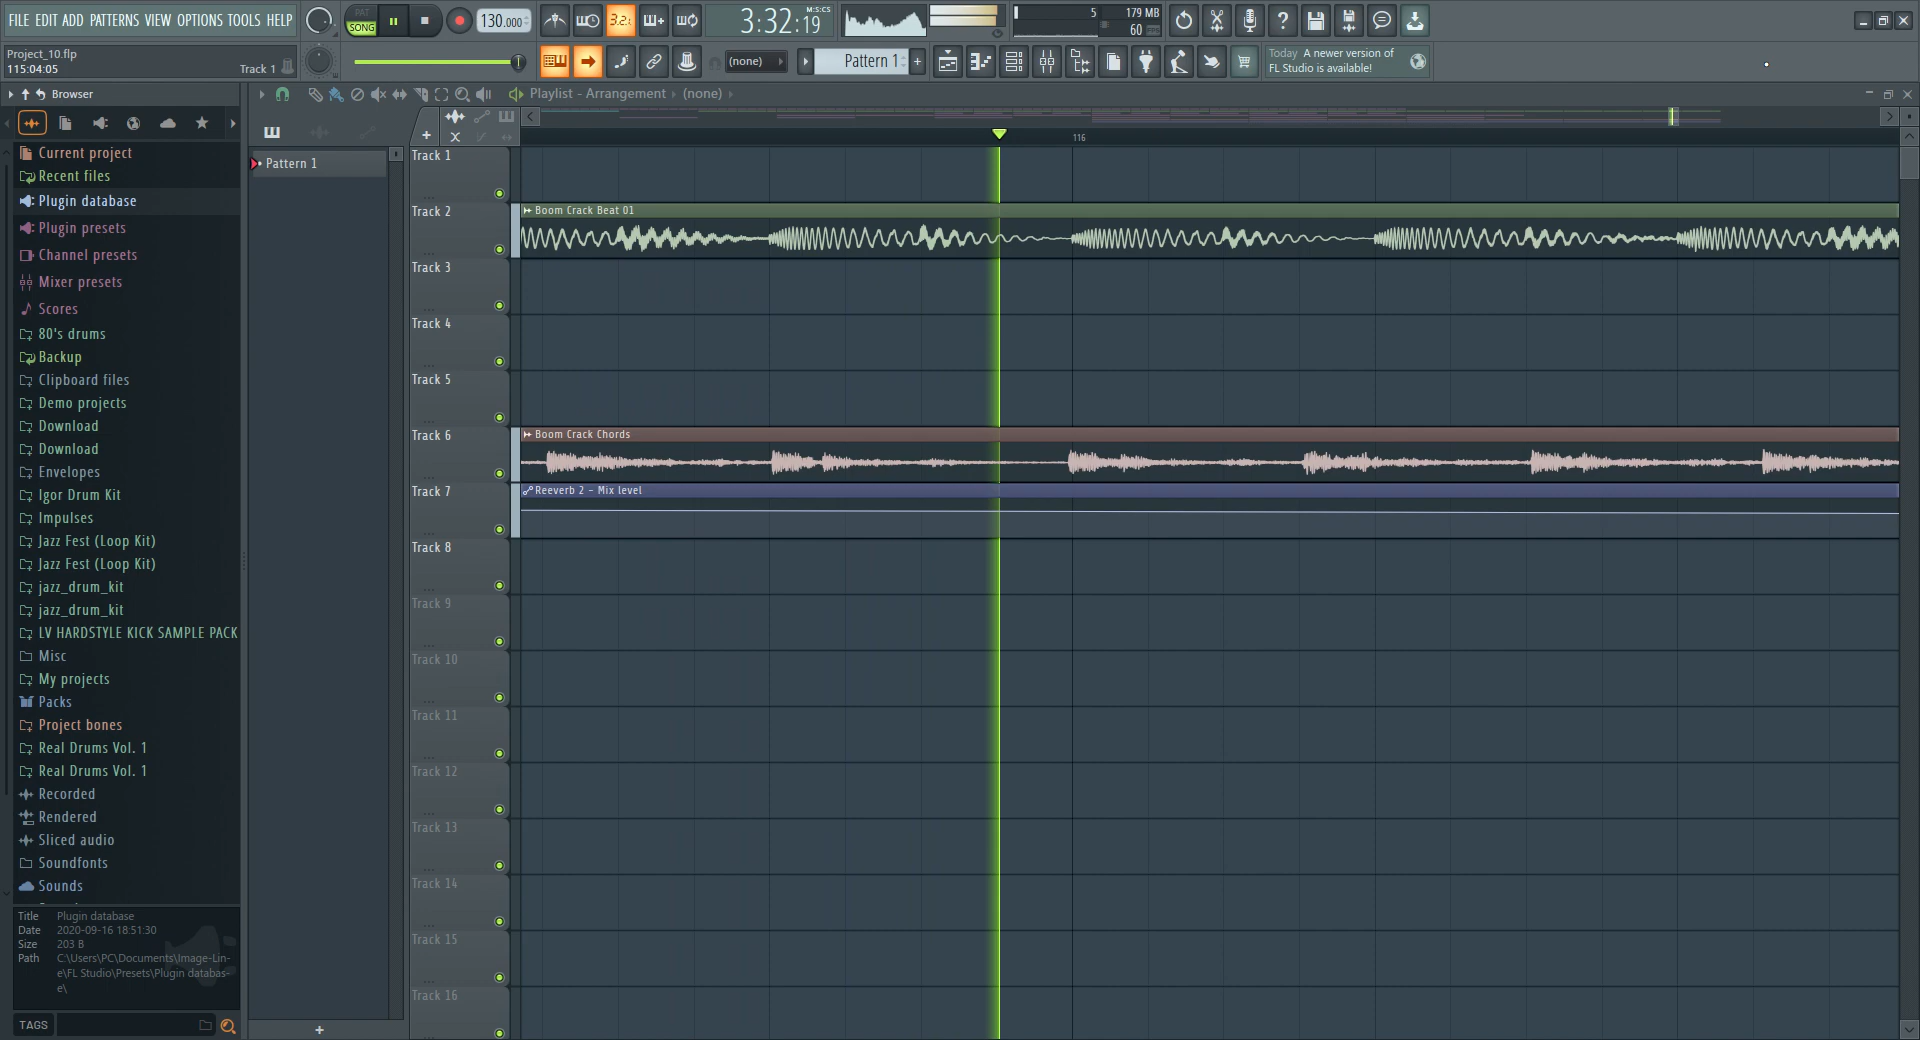 FILE EDIT ADD PATTERNS VIEW OPTIONS TOOLS HELP
PAT
SONG
130.000
3.2.
3:32:19
M:S:CS
5
179 MB
60
Project_10.flp
115:04:05
Track 1
(none)
Pattern 1
+
Today A newer version of
FL Studio is available!
Browser
Playlist - Arrangement (none)
116
Current project
Recent files
Plugin database
Plugin presets
Channel presets
Mixer presets
Scores
80's drums
Backup
Clipboard files
Demo projects
Download
Download
Envelopes
Igor Drum Kit
Impulses
Jazz Fest (Loop Kit)
Jazz Fest (Loop Kit)
jazz_drum_kit
jazz_drum_kit
LV HARDSTYLE KICK SAMPLE PACK
Misc
My projects
Packs
Project bones
Real Drums Vol. 1
Real Drums Vol. 1
Recorded
Rendered
Sliced audio
Soundfonts
Sounds
Title Plugin database
Date 2020-09-16 18:51:30
Size 203 B
Path C:\Users\PC\Documents\Image-Lin-
e\FL Studio\Presets\Plugin databas-
e\
TAGS
Pattern 1
+
Track 1
Track 2
Boom Crack Beat 01
Track 3
Track 4
Track 5
Track 6
Boom Crack Chords
Track 7
Reeverb 2 - Mix level
Track 8
Track 9
Track 10
Track 11
Track 12
Track 13
Track 14
Track 15
Track 16